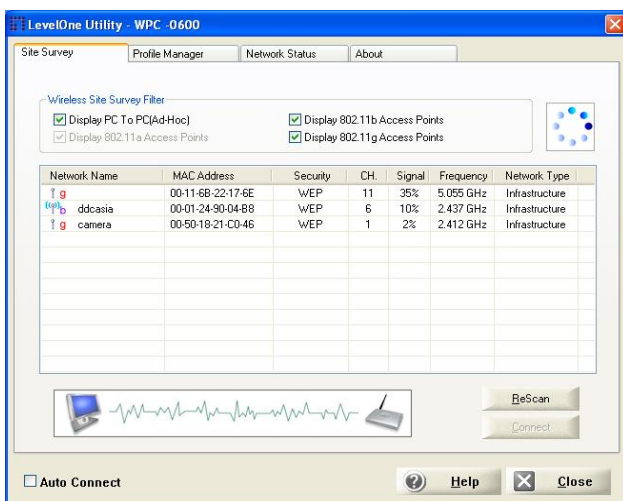 LevelOne Utility - WPC -0600
Site Survey Profile Manager Network Status About
Wireless Site Survey Filter
Display PC To PC(Ad-Hoc) Display 802.11b Access Points
Display 802.11a Access Points Display 802.11g Access Points
Network Name MAC Address Security CH. Signal Frequency Network Type
g 00-11-6B-22-17-6E WEP 11 35% 5.055 GHz Infrastructure
b ddcasia 00-01-24-90-04-B8 WEP 6 10% 2.437 GHz Infrastructure
g camera 00-50-18-21-C0-46 WEP 1 2% 2.412 GHz Infrastructure
ReScan
Connect
Auto Connect Help Close